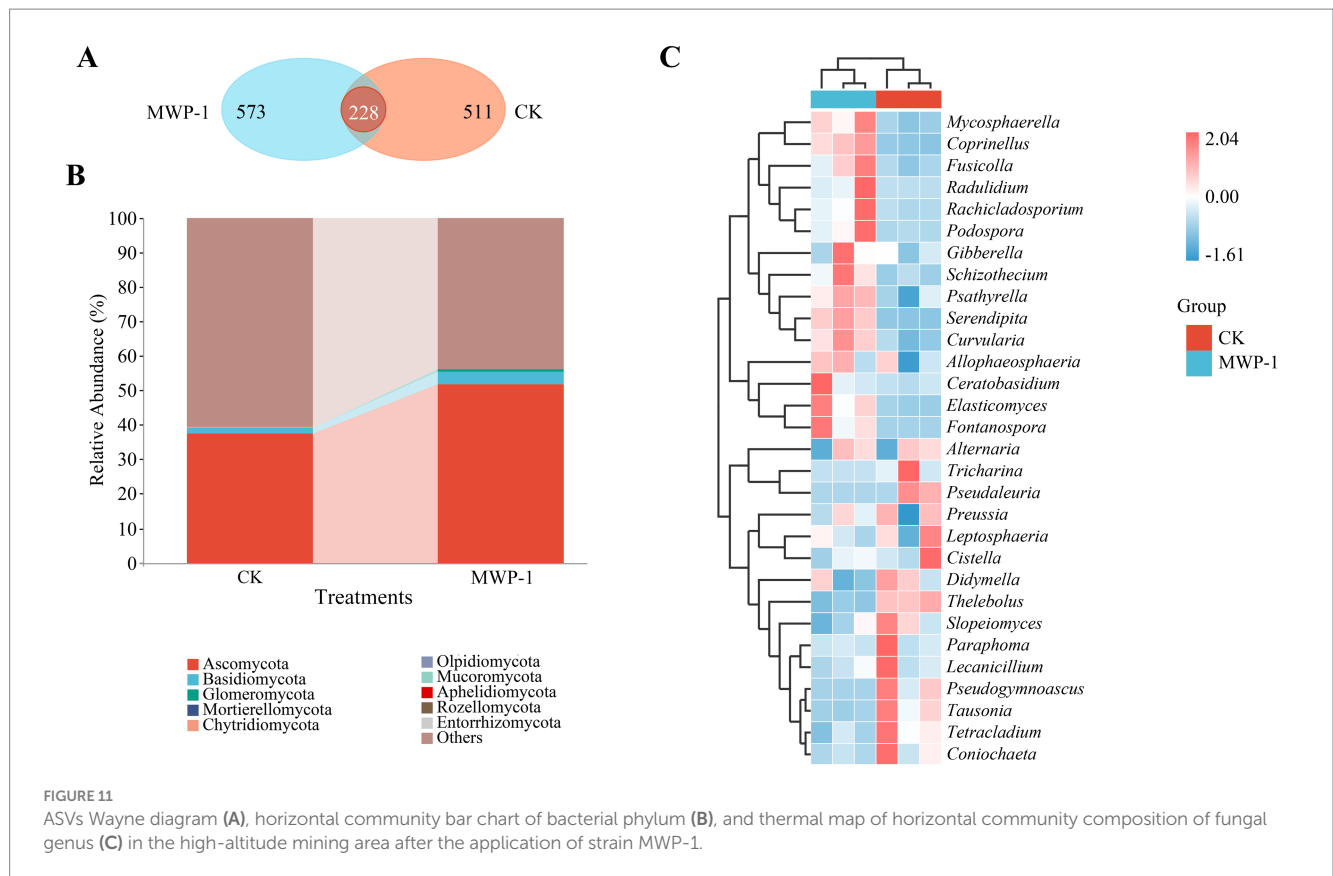 A
MWP-1
573
228
511
CK
B
100
90
80
70
60
50
40
30
20
10
0
Relative Abundance (%)
CK
MWP-1
Treatments
Ascomycota
Basidiomycota
Glomeromycota
Mortierellomycota
Chytridiomycota
Olpidiomycota
Mucoromycota
Aphelidiomycota
Rozellomycota
Entorrhizomycota
Others
C
Mycosphaerella
Coprinellus
Fusicolla
Radulidium
Rachicladosporium
Podospora
Gibberella
Schizothecium
Psathyrella
Serendipita
Curvularia
Allophaeosphaeria
Ceratobasidium
Elasticomyces
Fontanospora
Alternaria
Tricharina
Pseudaleuria
Preussia
Leptosphaeria
Cistella
Didymella
Thelebolus
Slopeiomyces
Paraphoma
Lecanicillium
Pseudogymnoascus
Tausonia
Tetracladium
Coniochaeta
2.04
0.00
-1.61
Group
CK
MWP-1
FIGURE 11
ASVs Wayne diagram (A), horizontal community bar chart of bacterial phylum (B), and thermal map of horizontal community composition of fungal
genus (C) in the high-altitude mining area after the application of strain MWP-1.